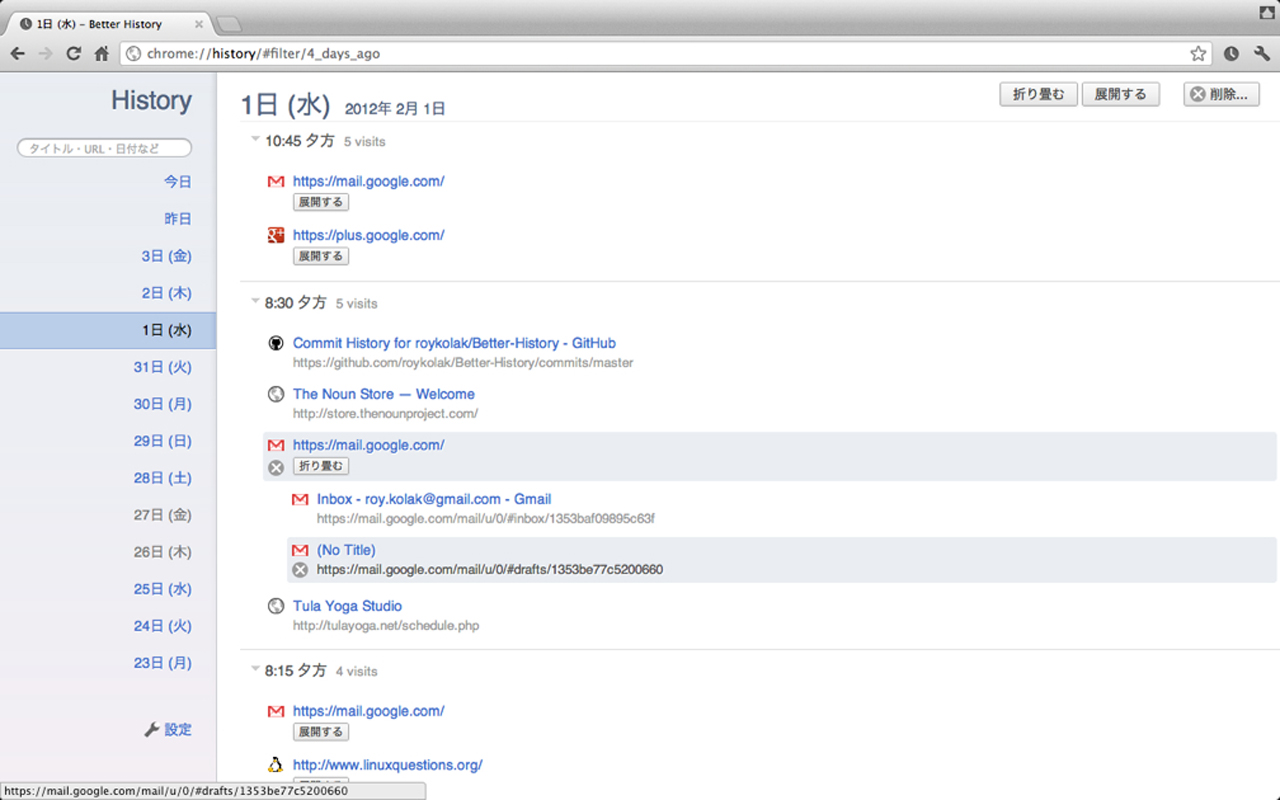 1日 (水) – Better History
chrome://history/#filter/4_days_ago
History
タイトル・URL・日付など
今日
昨日
3日 (金)
2日 (木)
1日 (水)
31日 (火)
30日 (月)
29日 (日)
28日 (土)
27日 (金)
26日 (木)
25日 (水)
24日 (火)
23日 (月)
設定
1日 (水) 2012年 2月 1日
折り畳む 展開する 削除...
10:45 夕方 5 visits
https://mail.google.com/
展開する
https://plus.google.com/
展開する
8:30 夕方 5 visits
Commit History for roykolak/Better-History - GitHub
https://github.com/roykolak/Better-History/commits/master
The Noun Store — Welcome
http://store.thenounproject.com/
https://mail.google.com/
折り畳む
Inbox - roy.kolak@gmail.com - Gmail
https://mail.google.com/mail/u/0/#inbox/1353baf09895c63f
(No Title)
https://mail.google.com/mail/u/0/#drafts/1353be77c5200660
Tula Yoga Studio
http://tulayoga.net/schedule.php
8:15 夕方 4 visits
https://mail.google.com/
展開する
http://www.linuxquestions.org/
https://mail.google.com/mail/u/0/#drafts/1353be77c5200660